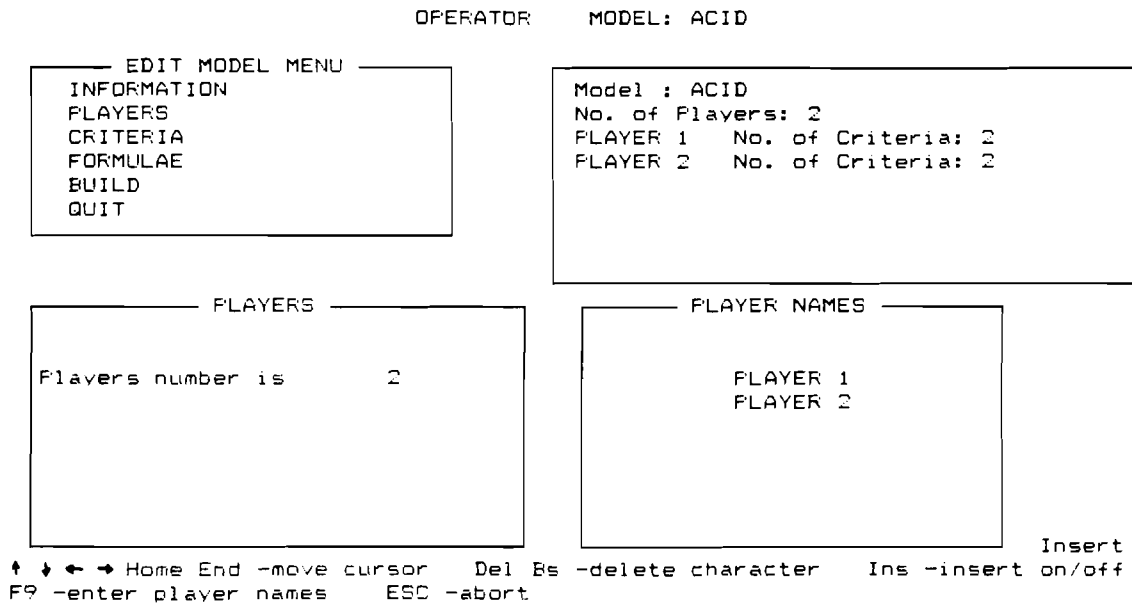 OPERATOR MODEL: ACID
EDIT MODEL MENU
INFORMATION
PLAYERS
CRITERIA
FORMULAE
BUILD
QUIT
Model : ACID
No. of Players: 2
PLAYER 1 No. of Criteria: 2
PLAYER 2 No. of Criteria: 2
PLAYERS
Players number is 2
PLAYER NAMES
PLAYER 1
PLAYER 2
Insert
↑ ↓ ← → Home End -move cursor Del Bs -delete character Ins -insert on/off
F9 -enter player names ESC -abort